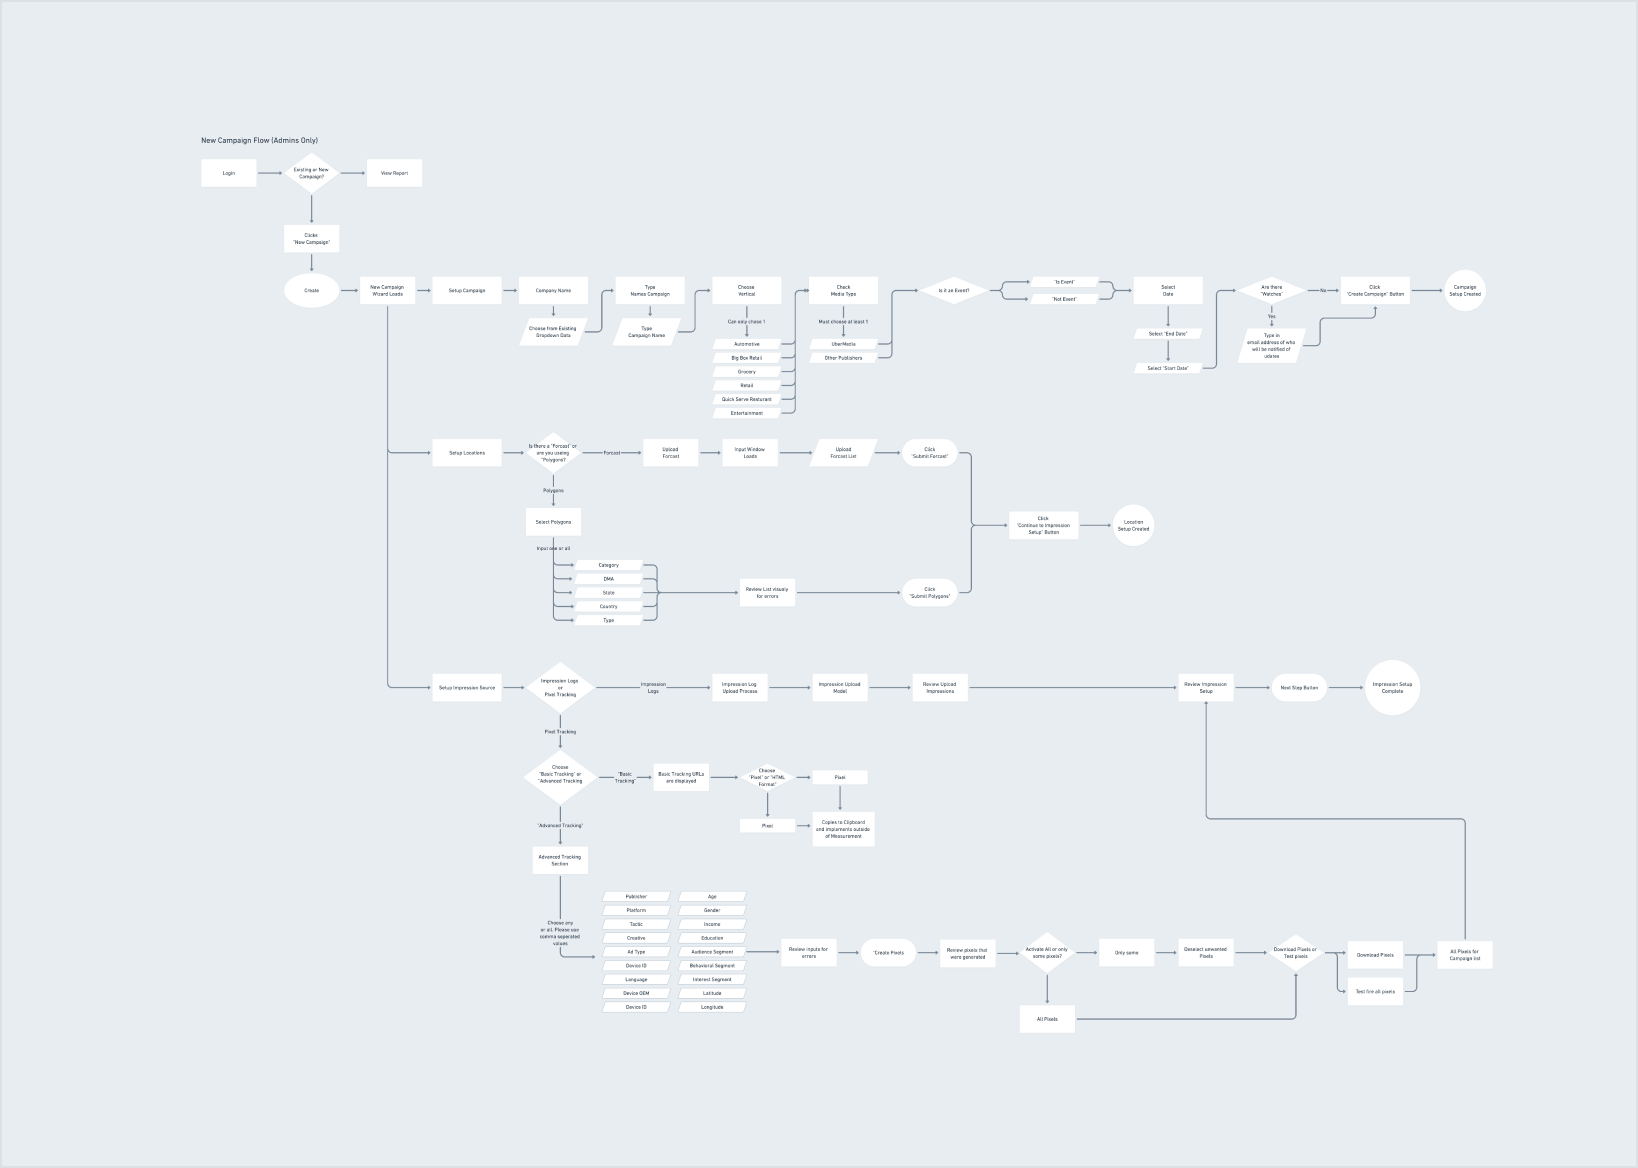 New Campaign Flow (Admins Only)
Login
Existing or New
Campaign?
View Report
Clicks
"New Campaign"
Create
New Campaign
Wizard Loads
Setup Campaign
Company Name
Choose from Existing
Dropdown Data
Type
Names Campaign
Type
Campaign Name
Choose
Vertical
Can only chose 1
Automotive
Big Box Retail
Grocery
Retail
Quick Serve Resturant
Entertainment
Check
Media Type
Must choose at least 1
UberMedia
Other Publishers
Is it an Event?
"Is Event"
"Not Event"
Select
Date
Select "End Date"
Select "Start Date"
Are there
"Watches"
No
Yes
Type in
email address of who
will be notified of
Click
"Create Campaign" Button
Campaign
Setup Created
Setup Locations
Is there a "Forcast" or
are you useing
"Polygons?
Forcast
Upload
Forcast
Input Window
Loads
Upload
Forcast List
Click
"Submit Forcast"
Polygons
Select Polygons
Input one or all
Category
DMA
State
Country
Type
Review List visualy
for errors
Click
"Submit Polygons"
Click
"Continue to Impression
Setup" Button
Location
Setup Created
Setup Impression Source
Impression Logs
or
Pixel Tracking
Impression
Logs
Impression Log
Upload Process
Impression Upload
Model
Review Upload
Impressions
Review Impression
Setup
Next Step Button
Impression Setup
Complete
Pixel Tracking
Choose
"Basic Tracking" or
"Advanced Tracking
"Basic
Tracking"
Basic Tracking URLs
are displayed
Choose
"Pixel" or "HTML
Format"
Pixel
Pixel
Copies to Clipboard
and implements outside
of Measurement
"Advanced Tracking"
Advanced Tracking
Section
Choose any
or all. Please use
comma seperated
values
Publisher
Platform
Tactic
Creative
Ad Type
Device ID
Language
Device OEM
Device ID
Age
Gender
Income
Education
Audience Segment
Behavioral Segment
Interest Segment
Latitude
Longitude
Review inputs for
errors
"Create Pixels
Review pixels that
were generated
Activate All or only
some pixels?
Only some
Deselect unwanted
Pixels
Download Pixels or
Test pixels
Download Pixels
Test fire all pixels
All Pixels for
Campaign list
All Pixels